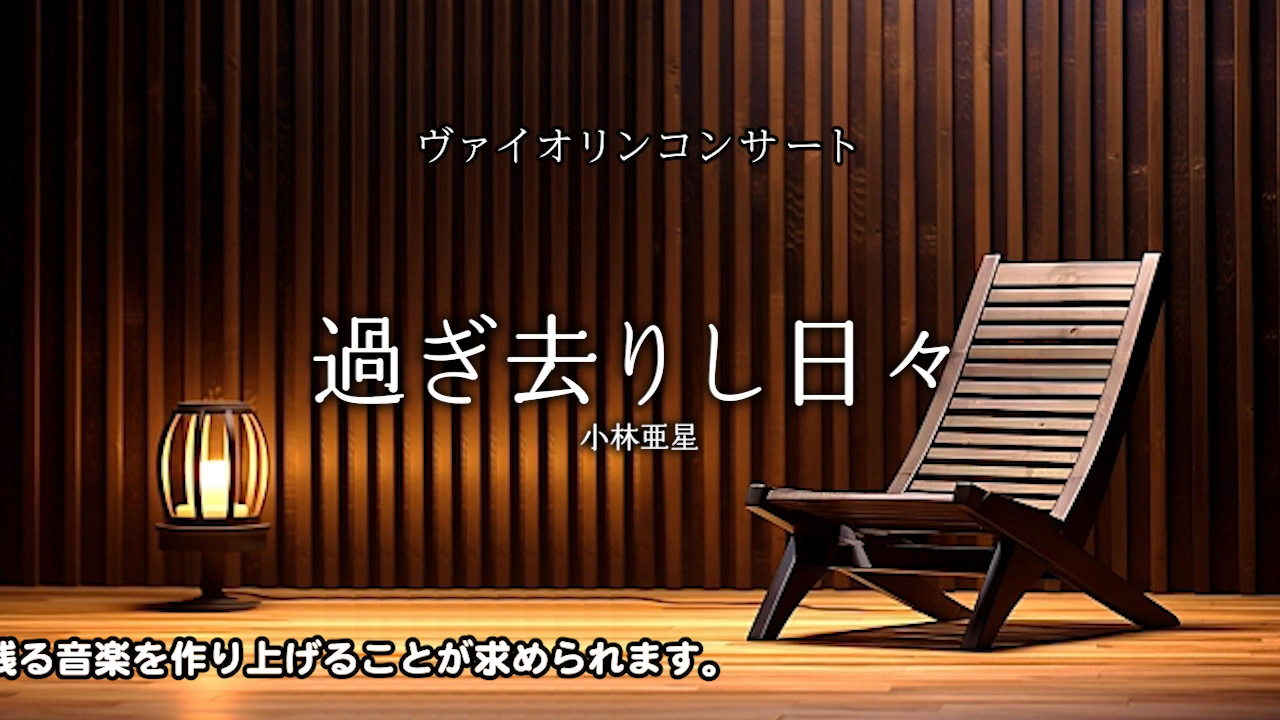 ヴァイオリンコンサート
過ぎ去りし日々
小林亜星
残る音楽を作り上げることが求められます。